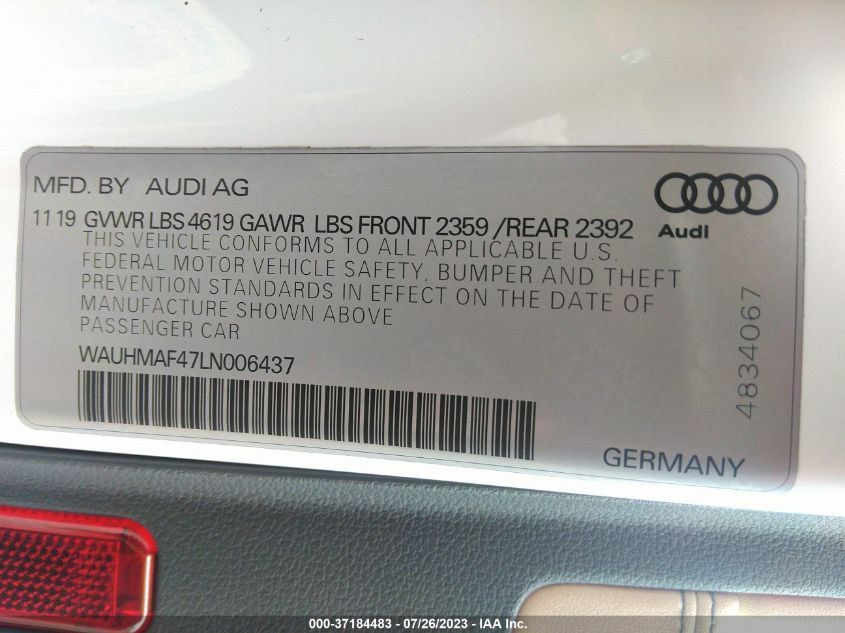 MFD. BY AUDI AG
Audi
11 19 GVWR LBS 4619 GAWR LBS FRONT 2359 /REAR 2392
THIS VEHICLE CONFORMS TO ALL APPLICABLE U.S.
FEDERAL MOTOR VEHICLE SAFETY, BUMPER AND THEFT
PREVENTION STANDARDS IN EFFECT ON THE DATE OF
MANUFACTURE SHOWN ABOVE
PASSENGER CAR
WAUHMAF47LN006437
4834067
GERMANY
000-37184483 - 07/26/2023 - IAA Inc.